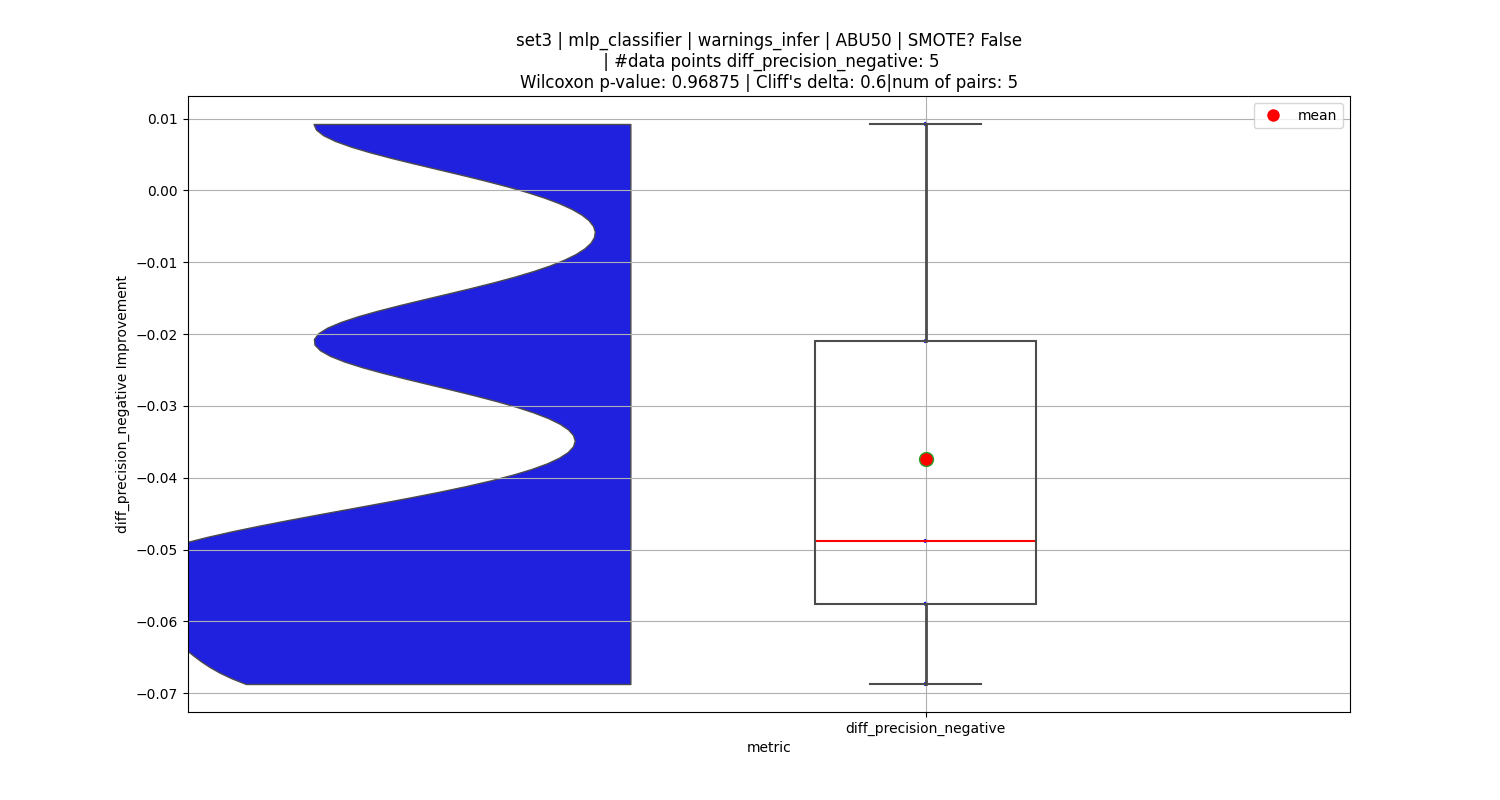 set3 | mlp_classifier | warnings_infer | ABU50 | SMOTE? False
| #data points diff_precision_negative: 5
Wilcoxon p-value: 0.96875 | Cliff's delta: 0.6|num of pairs: 5
mean
0.01
0.00
−0.01
−0.02
−0.03
−0.04
−0.05
−0.06
−0.07
diff_precision_negative Improvement
diff_precision_negative
metric